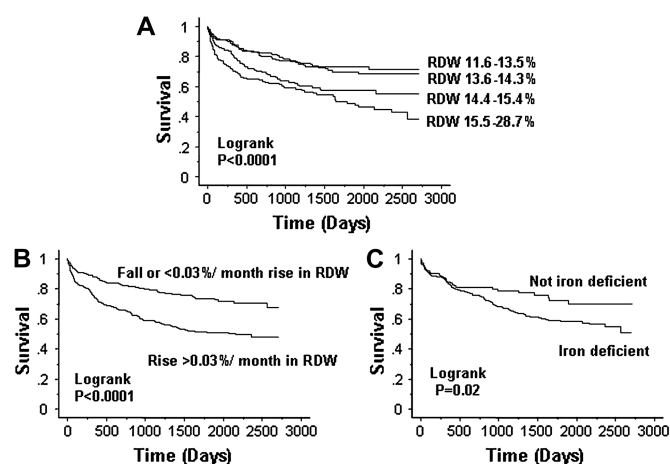 A
Survival
1
.8
.6
.4
.2
0
RDW 11.6-13.5%
RDW 13.6-14.3%
RDW 14.4-15.4%
RDW 15.5-28.7%
Logrank
P<0.0001
0 500 1000 1500 2000 2500 3000
Time (Days)
B
Survival
1
.8
.6
.4
.2
0
Fall or <0.03%/ month rise in RDW
Rise >0.03%/ month in RDW
Logrank
P<0.0001
0 500 1000 1500 2000 2500 3000
Time (Days)
C
Survival
1
.8
.6
.4
.2
0
Not iron deficient
Iron deficient
Logrank
P=0.02
0 500 1000 1500 2000 2500 3000
Time (Days)